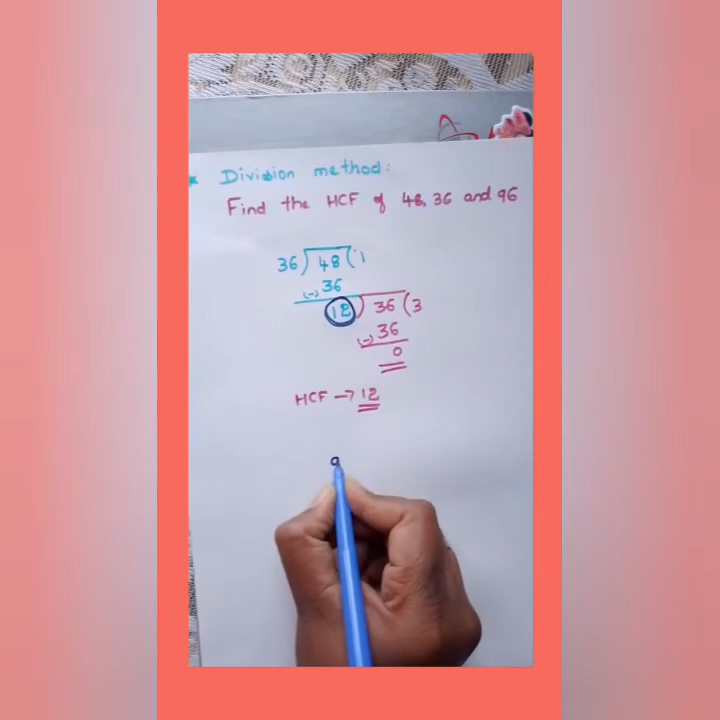 * Division method:
Find the HCF of 48, 36 and 96
36) 48 ( 1
(-) 36
12) 36 ( 3
(-) 36
0
HCF → 12
9